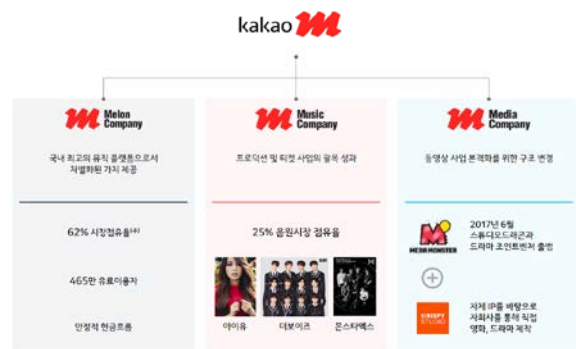 kakao m
m Melon
Company
국내 최고의 뮤직 플랫폼으로서
차별화된 가치 제공
62% 시장점유율
465만 유료이용자
안정적 현금흐름
m Music
Company
프로덕션 및 티켓 사업의 괄목 성과
25% 음원시장 점유율
아이유
더보이즈
몬스타엑스
m Media
Company
동영상 사업 본격화를 위한 구조 변경
MEGA MONSTER
2017년 6월
스튜디오드래곤과
드라마 조인트벤처 출범
CRISPY
STUDIO
자체 IP를 바탕으로
자회사를 통해 직접
영화, 드라마 제작